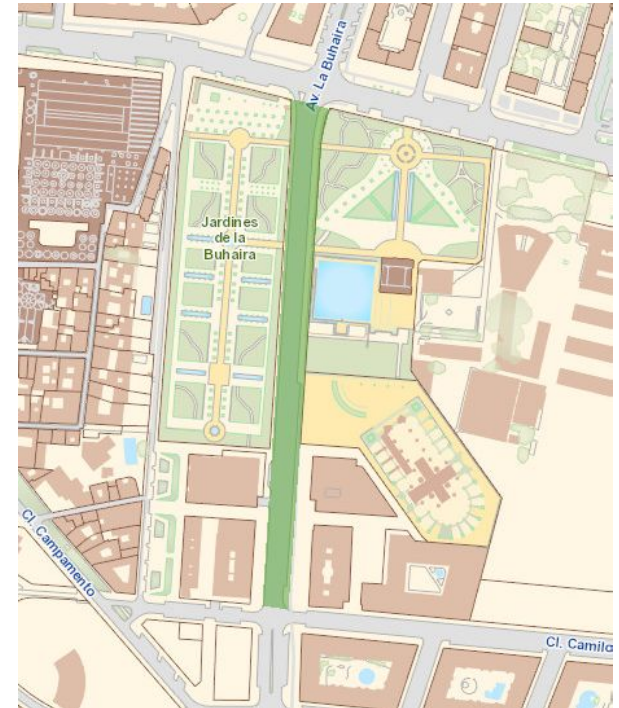 Av. La Buhaira
Jardines
de la
Buhaira
Cl. Campamento
Cl. Camilo